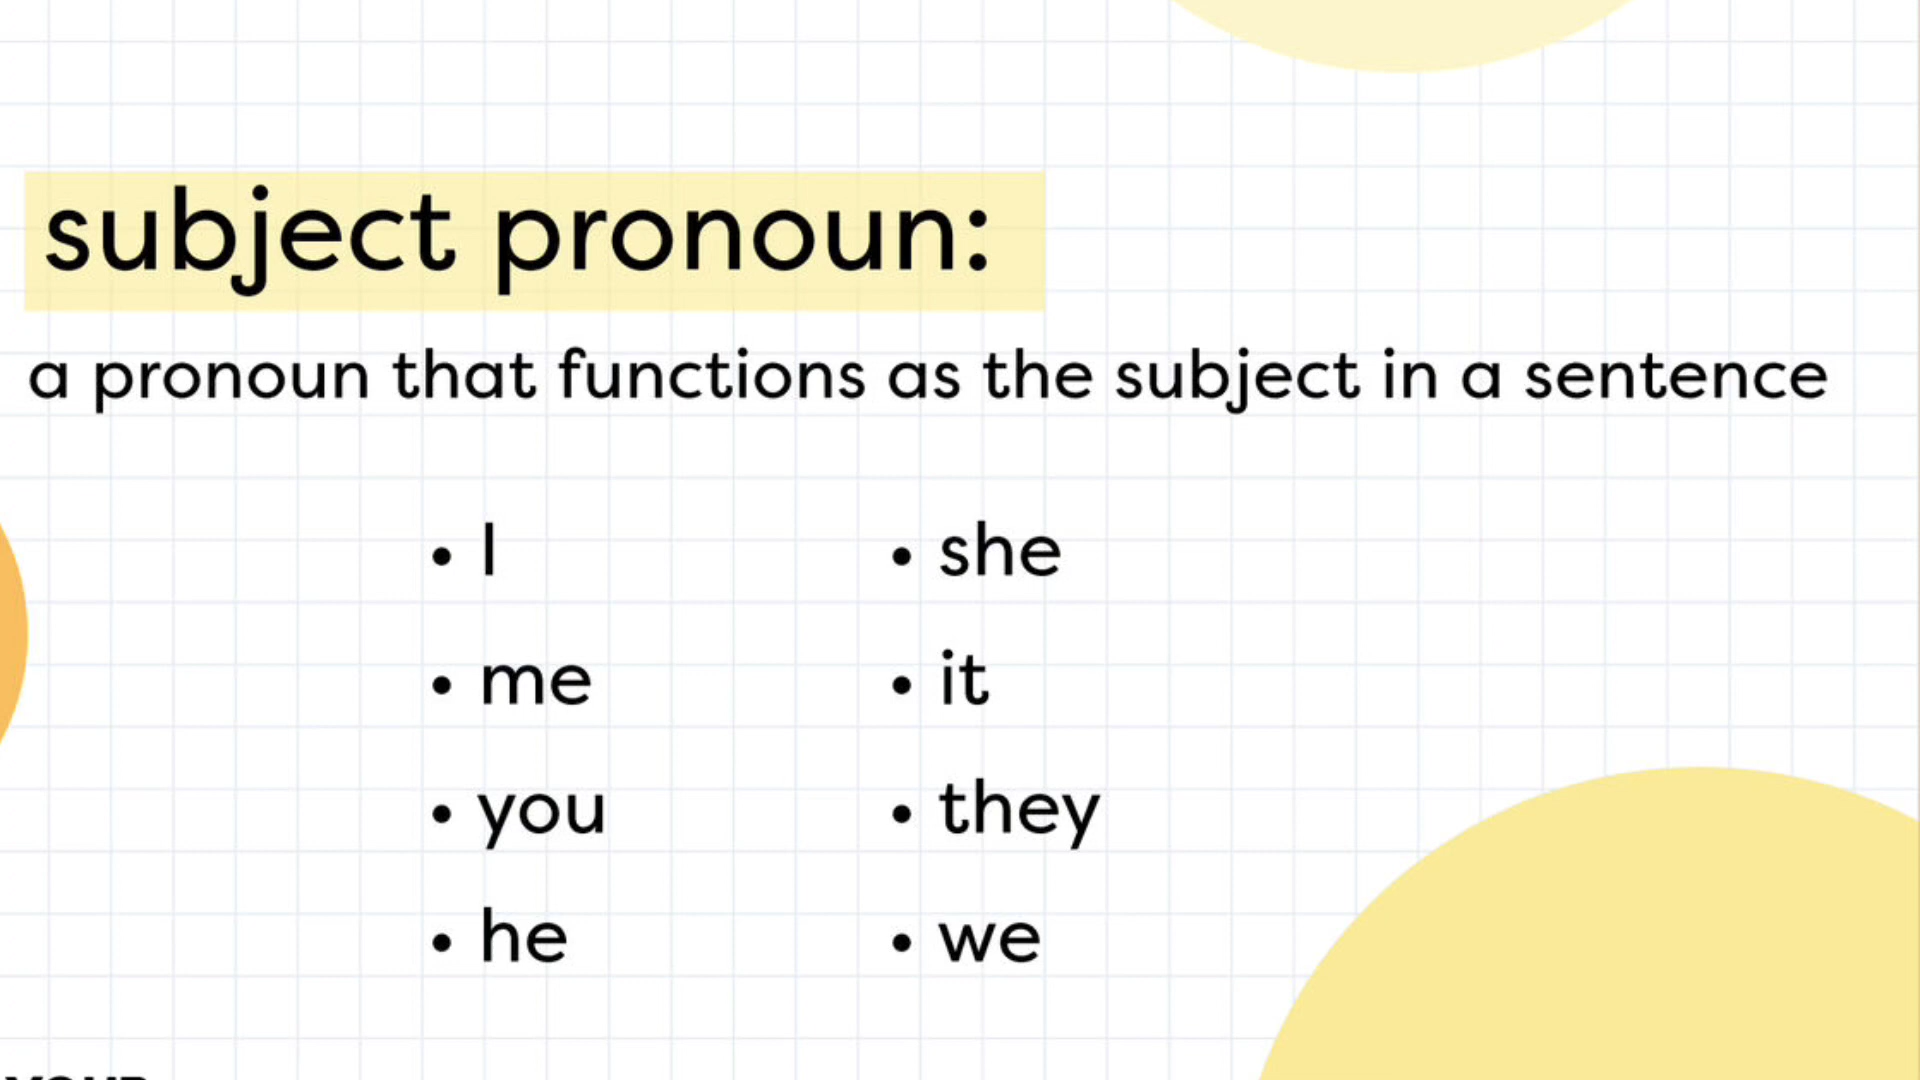 subject pronoun:
a pronoun that functions as the subject in a sentence
• I
• me
• you
• he
• she
• it
• they
• we